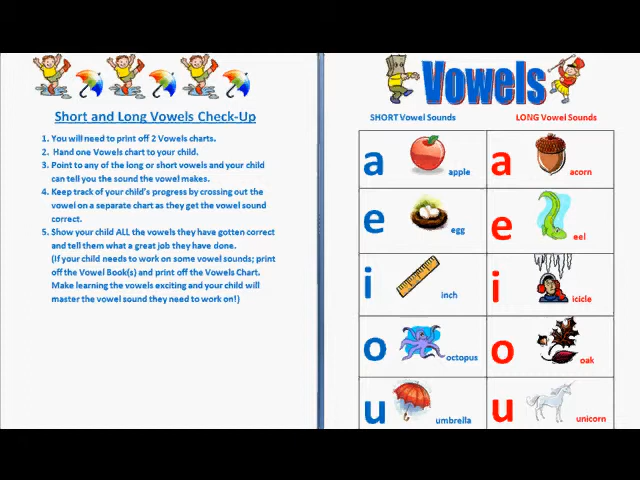 Short and Long Vowels Check-Up
1. You will need to print off 2 Vowels charts.
2. Hand one Vowels chart to your child.
3. Point to any of the long or short vowels and your child
can tell you the sound the vowel makes.
4. Keep track of your child's progress by crossing out the
vowel on a separate chart as they get the vowel sound
correct.
5. Show your child ALL the vowels they have gotten correct
and tell them what a great job they have done.
(If your child needs to work on some vowel sounds; print
off the Vowel Book(s) and print off the Vowels Chart.
Make learning the vowels exciting and your child will
master the vowel sound they need to work on!)
Vowels
SHORT Vowel Sounds LONG Vowel Sounds
a apple a acorn
e egg e eel
i inch i icicle
o octopus o oak
u umbrella u unicorn